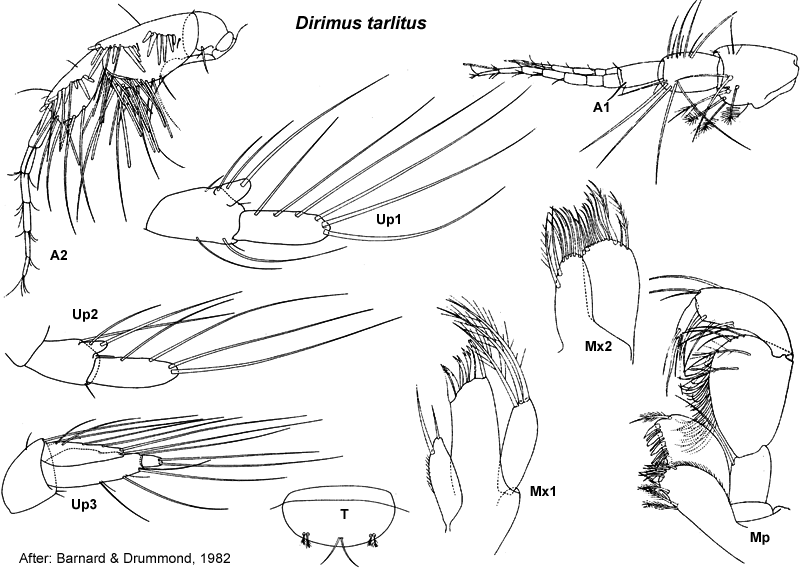 Dirimus tarlitus
A1
A2
Up1
Up2
Mx2
Mx1
Up3
T
Mp
After: Barnard & Drummond, 1982